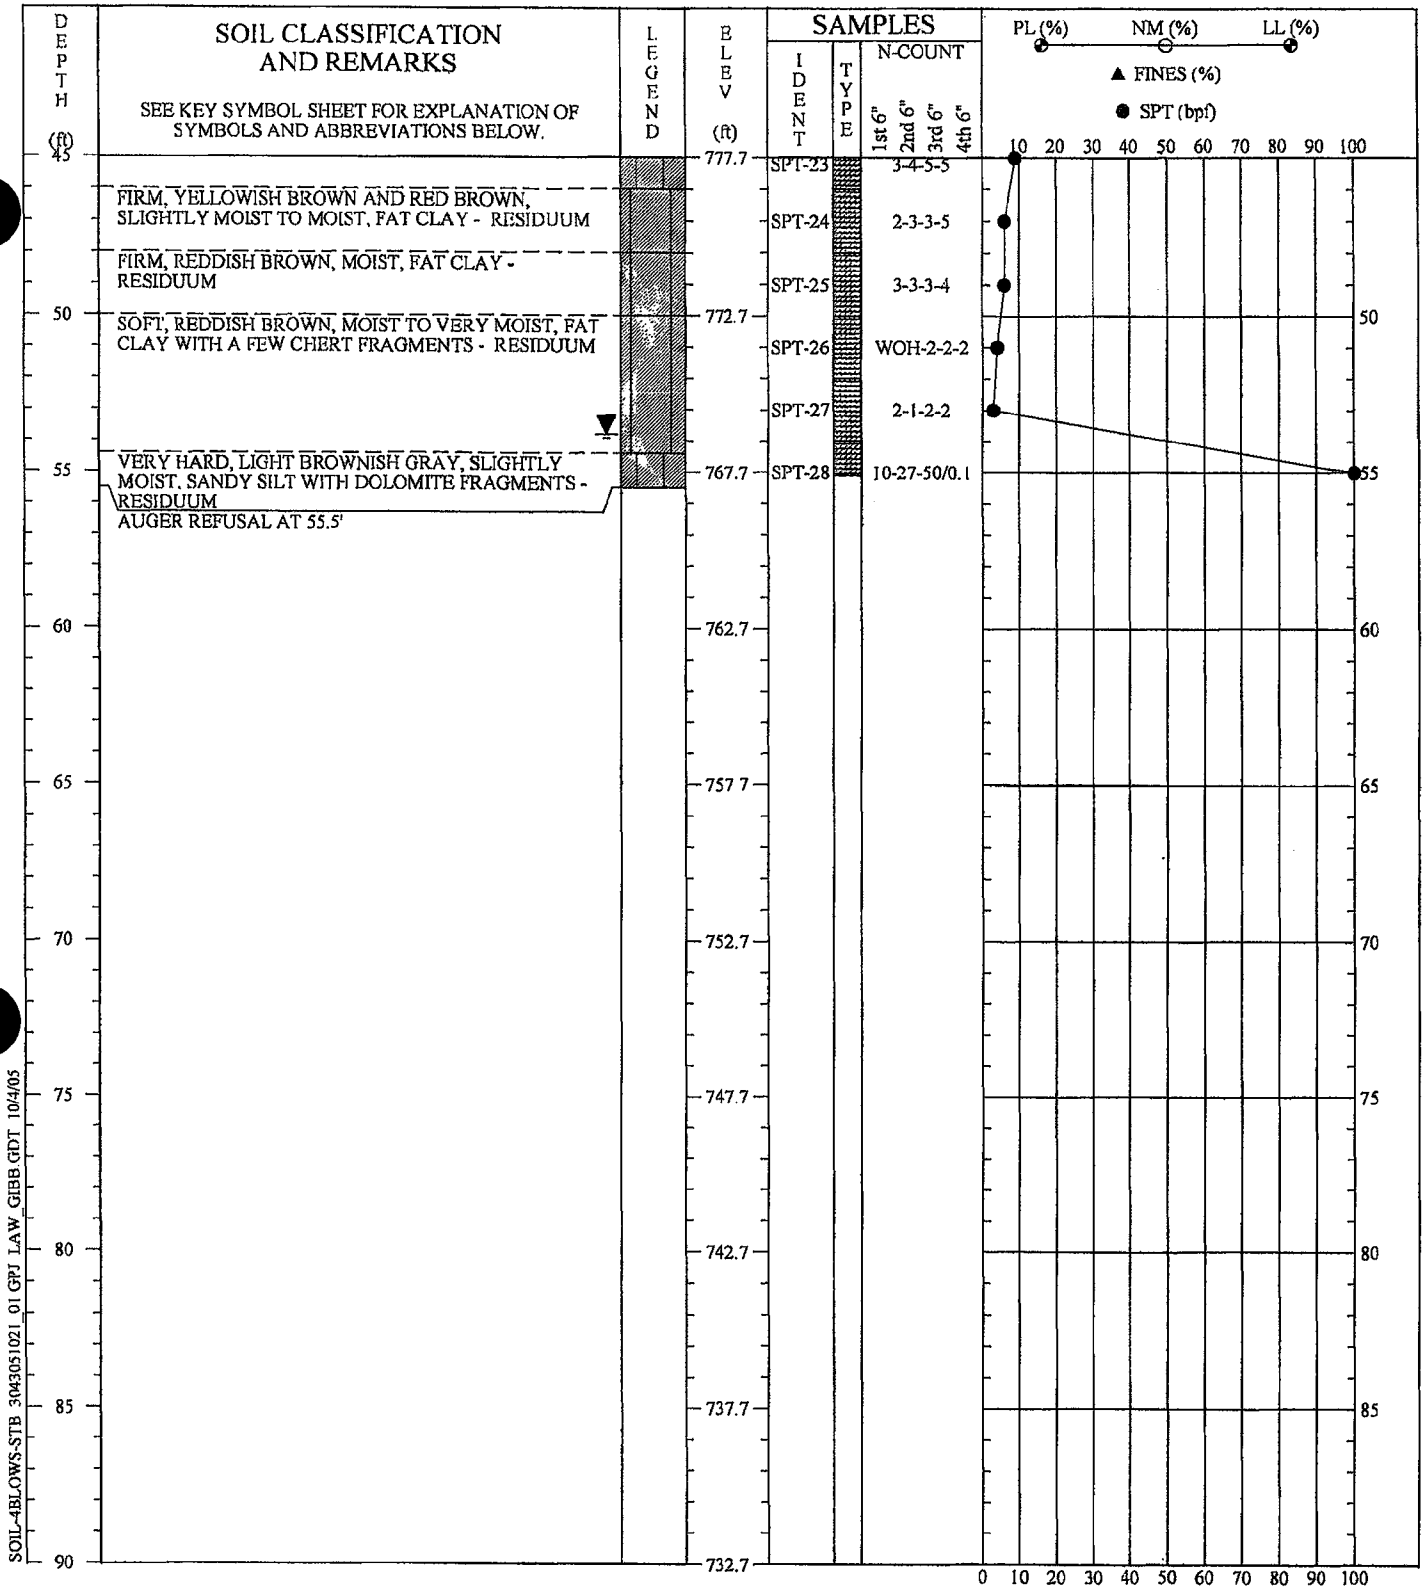 DEPTH
(ft)
SOIL CLASSIFICATION
AND REMARKS
SEE KEY SYMBOL SHEET FOR EXPLANATION OF
SYMBOLS AND ABBREVIATIONS BELOW.
LEGEND
ELEV
(ft)
SAMPLES
IDENT
TYPE
N-COUNT
1st 6"
2nd 6"
3rd 6"
4th 6"
PL (%)
NM (%)
LL (%)
▲ FINES (%)
● SPT (bpf)
10 20 30 40 50 60 70 80 90 100
45
777.7
SPT-23
3-4-5-5
FIRM, YELLOWISH BROWN AND RED BROWN,
SLIGHTLY MOIST TO MOIST, FAT CLAY - RESIDUUM
SPT-24
2-3-3-5
FIRM, REDDISH BROWN, MOIST, FAT CLAY -
RESIDUUM
SPT-25
3-3-3-4
50
772.7
50
SOFT, REDDISH BROWN, MOIST TO VERY MOIST, FAT
CLAY WITH A FEW CHERT FRAGMENTS - RESIDUUM
SPT-26
WOH-2-2-2
SPT-27
2-1-2-2
55
VERY HARD, LIGHT BROWNISH GRAY, SLIGHTLY
MOIST, SANDY SILT WITH DOLOMITE FRAGMENTS -
RESIDUUM
767.7
SPT-28
10-27-50/0.1
55
AUGER REFUSAL AT 55.5'
60
762.7
60
65
757 7
65
70
752.7
70
75
747.7
75
80
742.7
80
85
737.7
85
90
732.7
0 10 20 30 40 50 60 70 80 90 100
SOIL-4BLOWS-STB 3043051021_01 GPJ LAW_GIBB.GDT 10/4/05